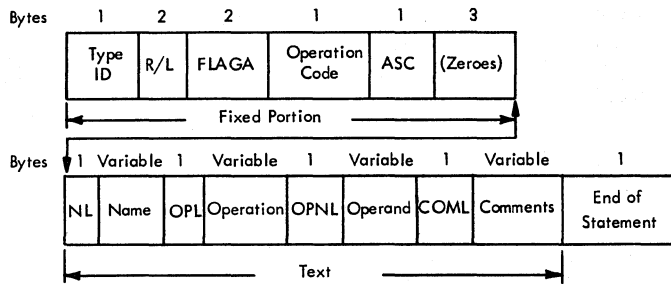 Bytes 1 2 2 1 1 3
Type ID R/L FLAGA Operation Code ASC (Zeroes)
Fixed Portion
Bytes 1 Variable 1 Variable 1 Variable 1 Variable 1
NL Name OPL Operation OPNL Operand COML Comments End of Statement
Text